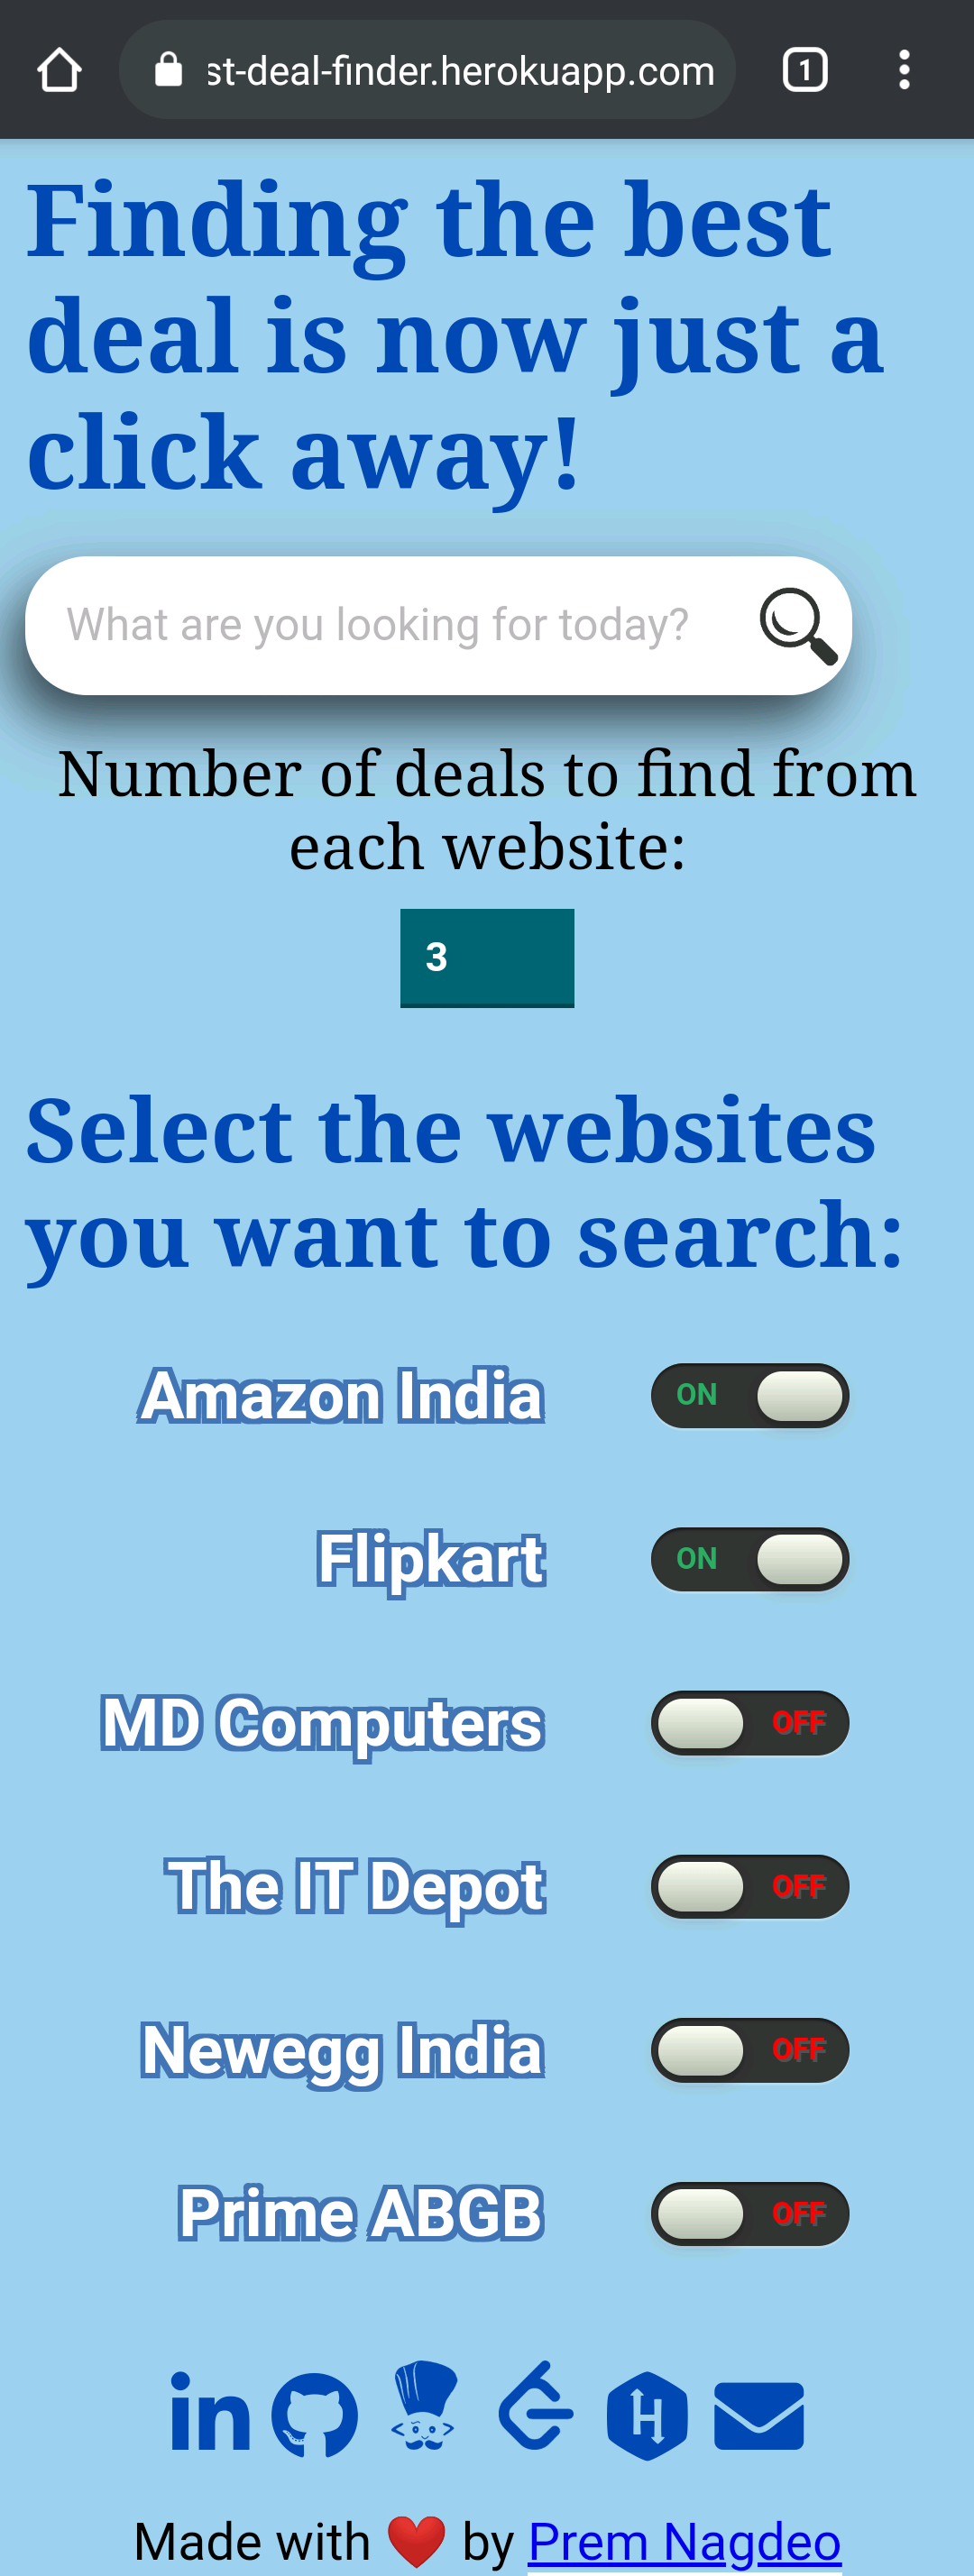 st-deal-finder.herokuapp.com
1
Finding the best
deal is now just a
click away!
What are you looking for today?
Number of deals to find from
each website:
3
Select the websites
you want to search:
Amazon India ON
Flipkart ON
MD Computers OFF
The IT Depot OFF
Newegg India OFF
Prime ABGB OFF
in
H
Made with ❤️ by Prem Nagdeo